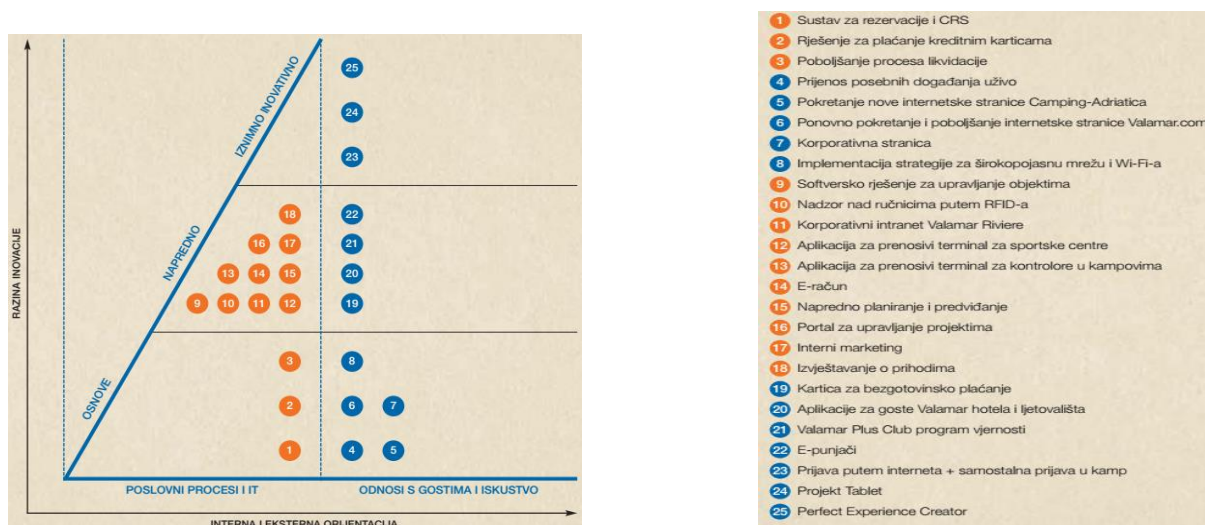 25
24
23
IZNIMNO INOVATIVNO
18 22
16 17 21
NAPREDNO
13 14 15 20
9 10 11 12 19
RAZINA INOVACIJE
3 8
OSNOVE
2 6 7
1 4 5
POSLOVNI PROCESI I IT
ODNOSI S GOSTIMA I ISKUSTVO
INTERNA I EKSTERNA ORIJENTACIJA
1 Sustav za rezervacije i CRS
2 Rješenje za plaćanje kreditnim karticama
3 Poboljšanje procesa likvidacije
4 Prijenos posebnih događanja uživo
5 Pokretanje nove internetske stranice Camping-Adriatica
6 Ponovno pokretanje i poboljšanje internetske stranice Valamar.com
7 Korporativna stranica
8 Implementacija strategije za širokopojasnu mrežu i Wi-Fi-a
9 Softversko rješenje za upravljanje objektima
10 Nadzor nad ručnicima putem RFID-a
11 Korporativni intranet Valamar Riviere
12 Aplikacija za prenosivi terminal za sportske centre
13 Aplikacija za prenosivi terminal za kontrolore u kampovima
14 E-račun
15 Napredno planiranje i predviđanje
16 Portal za upravljanje projektima
17 Interni marketing
18 Izvještavanje o prihodima
19 Kartica za bezgotovinsko plaćanje
20 Aplikacije za goste Valamar hotela i ljetovališta
21 Valamar Plus Club program vjernosti
22 E-punjači
23 Prijava putem interneta + samostalna prijava u kamp
24 Projekt Tablet
25 Perfect Experience Creator